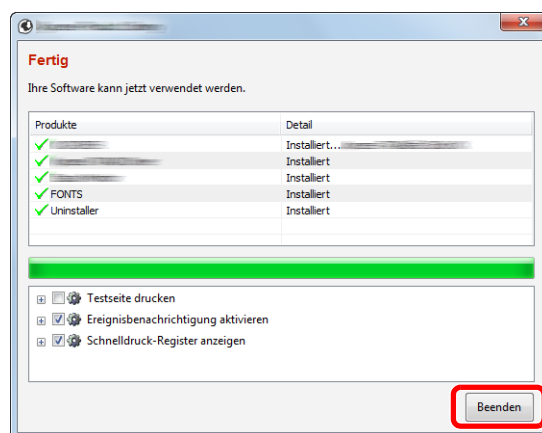 Fertig
Ihre Software kann jetzt verwendet werden.
Produkte Detail
Installiert...
Installiert
Installiert
FONTS Installiert
Uninstaller Installiert
Testseite drucken
Ereignisbenachrichtigung aktivieren
Schnelldruck-Register anzeigen
Beenden